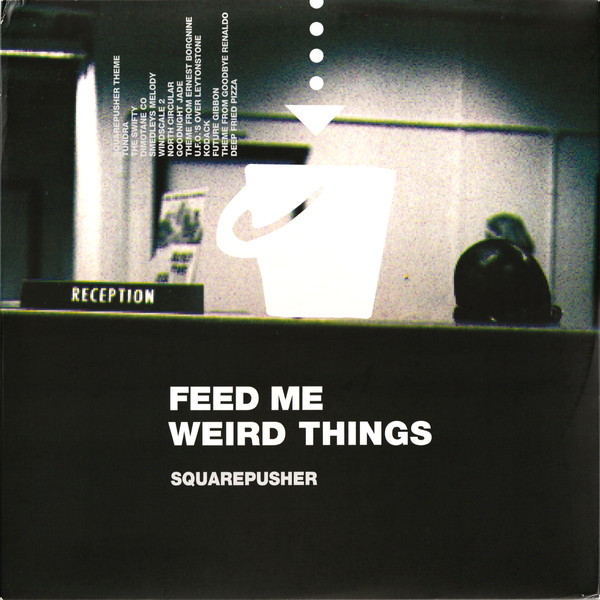 SQUAREPUSHER THEME
TUNDRA
THE SWIFTY
DIMOTANE CO
SMEDLEYS MELODY
WINDSCALE 2
NORTH CIRCULAR
GOODNIGHT JADE
THEME FROM ERNEST BORGNINE
U.F.O.'S OVER LEYTONSTONE
KODACK
FUTURE GIBBON
THEME FROM GOODBYE RENALDO
DEEP FRIED PIZZA
RECEPTION
FEED ME
WEIRD THINGS
SQUAREPUSHER